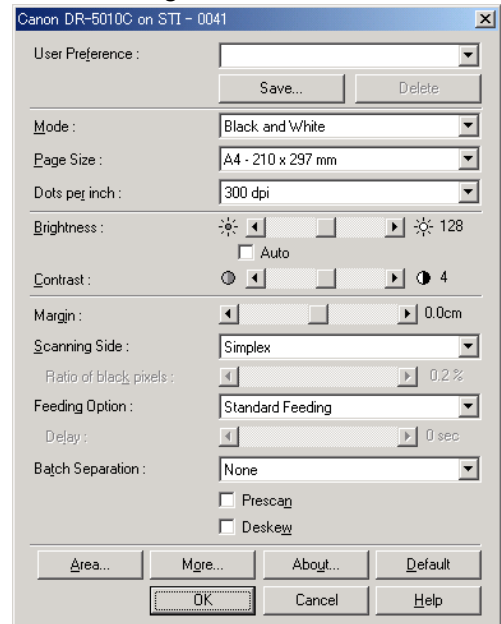 Canon DR-5010C on STI - 0041
User Preference :
Save... Delete
Mode : Black and White
Page Size : A4 - 210 x 297 mm
Dots per inch : 300 dpi
Brightness : 128
Auto
Contrast : 4
Margin : 0.0cm
Scanning Side : Simplex
Ratio of black pixels : 0.2 %
Feeding Option : Standard Feeding
Delay : 0 sec
Batch Separation : None
Prescan
Deskew
Area... More... About... Default
OK Cancel Help